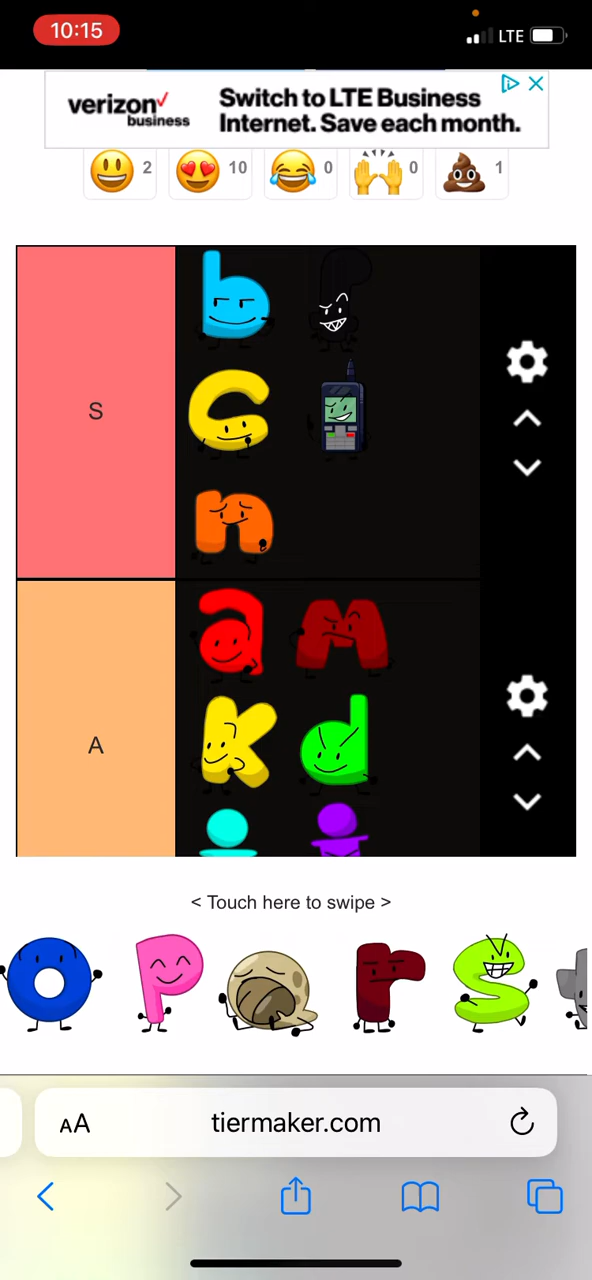 10:15
LTE
verizon
business
Switch to LTE Business
Internet. Save each month.
2
10
0
0
1
S
b
f
c
n
A
a
M
K
d
i
< Touch here to swipe >
O
P
r
S
AA
tiermaker.com